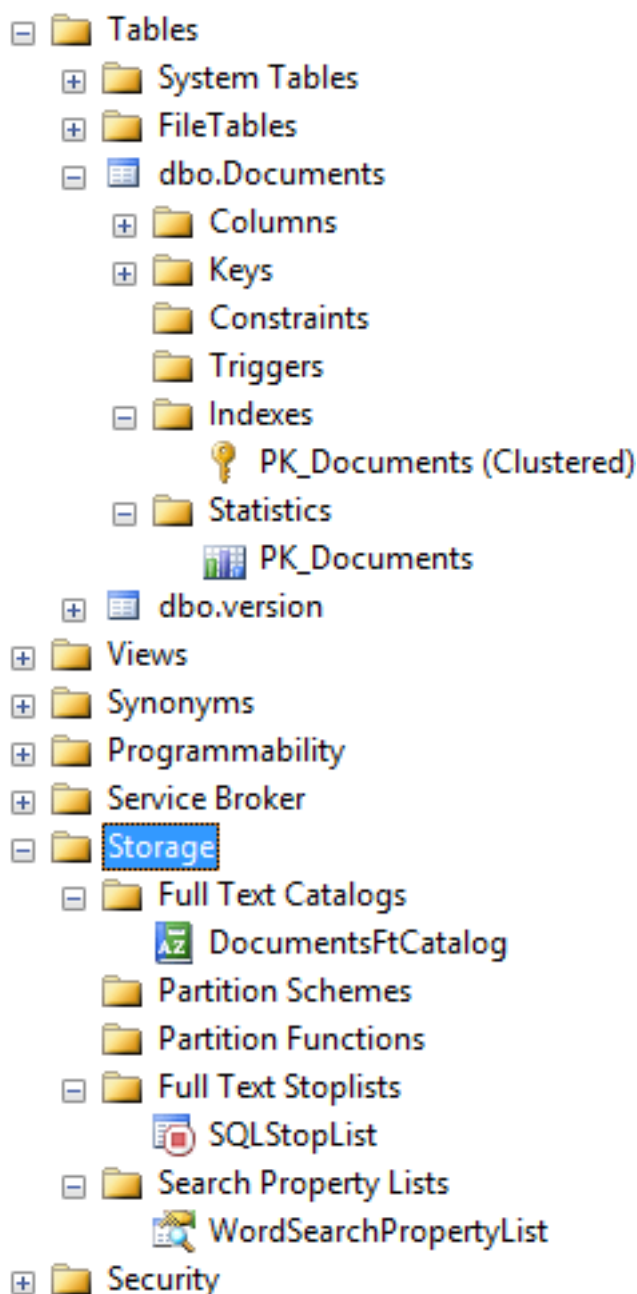 Tables
System Tables
FileTables
dbo.Documents
Columns
Keys
Constraints
Triggers
Indexes
PK_Documents (Clustered)
Statistics
PK_Documents
dbo.version
Views
Synonyms
Programmability
Service Broker
Storage
Full Text Catalogs
DocumentsFtCatalog
Partition Schemes
Partition Functions
Full Text Stoplists
SQLStopList
Search Property Lists
WordSearchPropertyList
Security